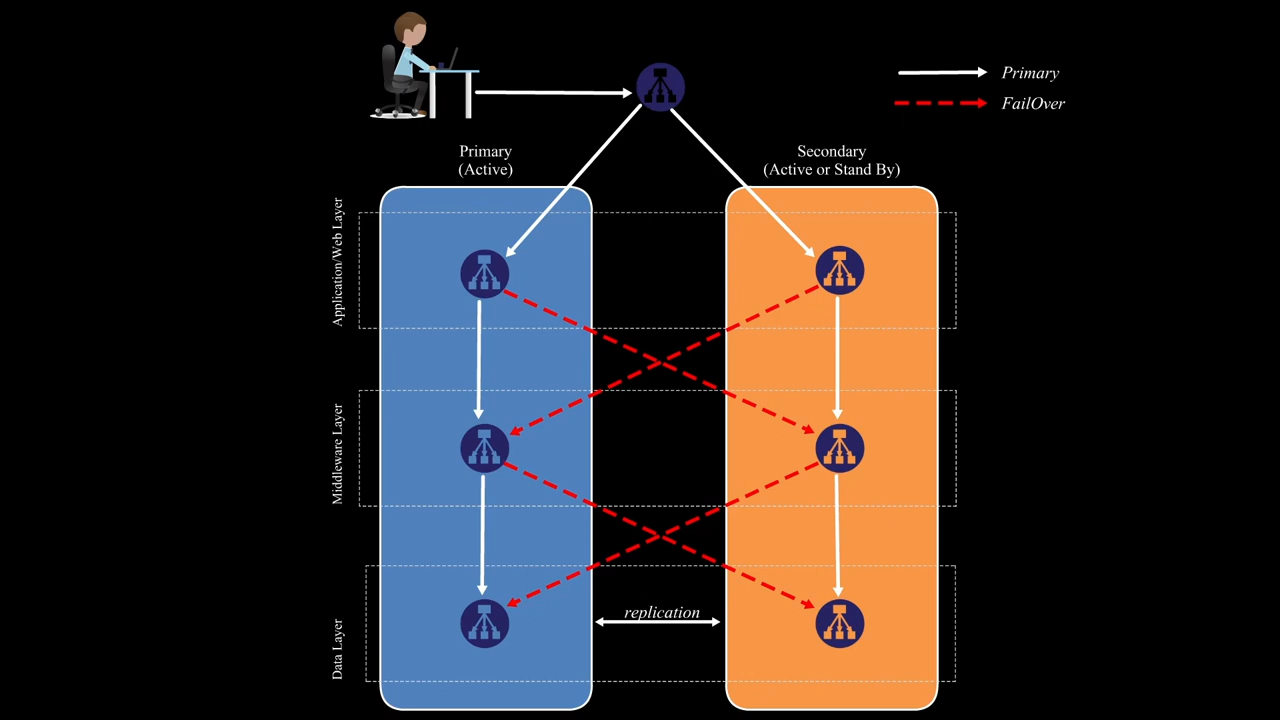 Primary
FailOver
Primary
(Active)
Secondary
(Active or Stand By)
Application/Web Layer
Middleware Layer
Data Layer
replication